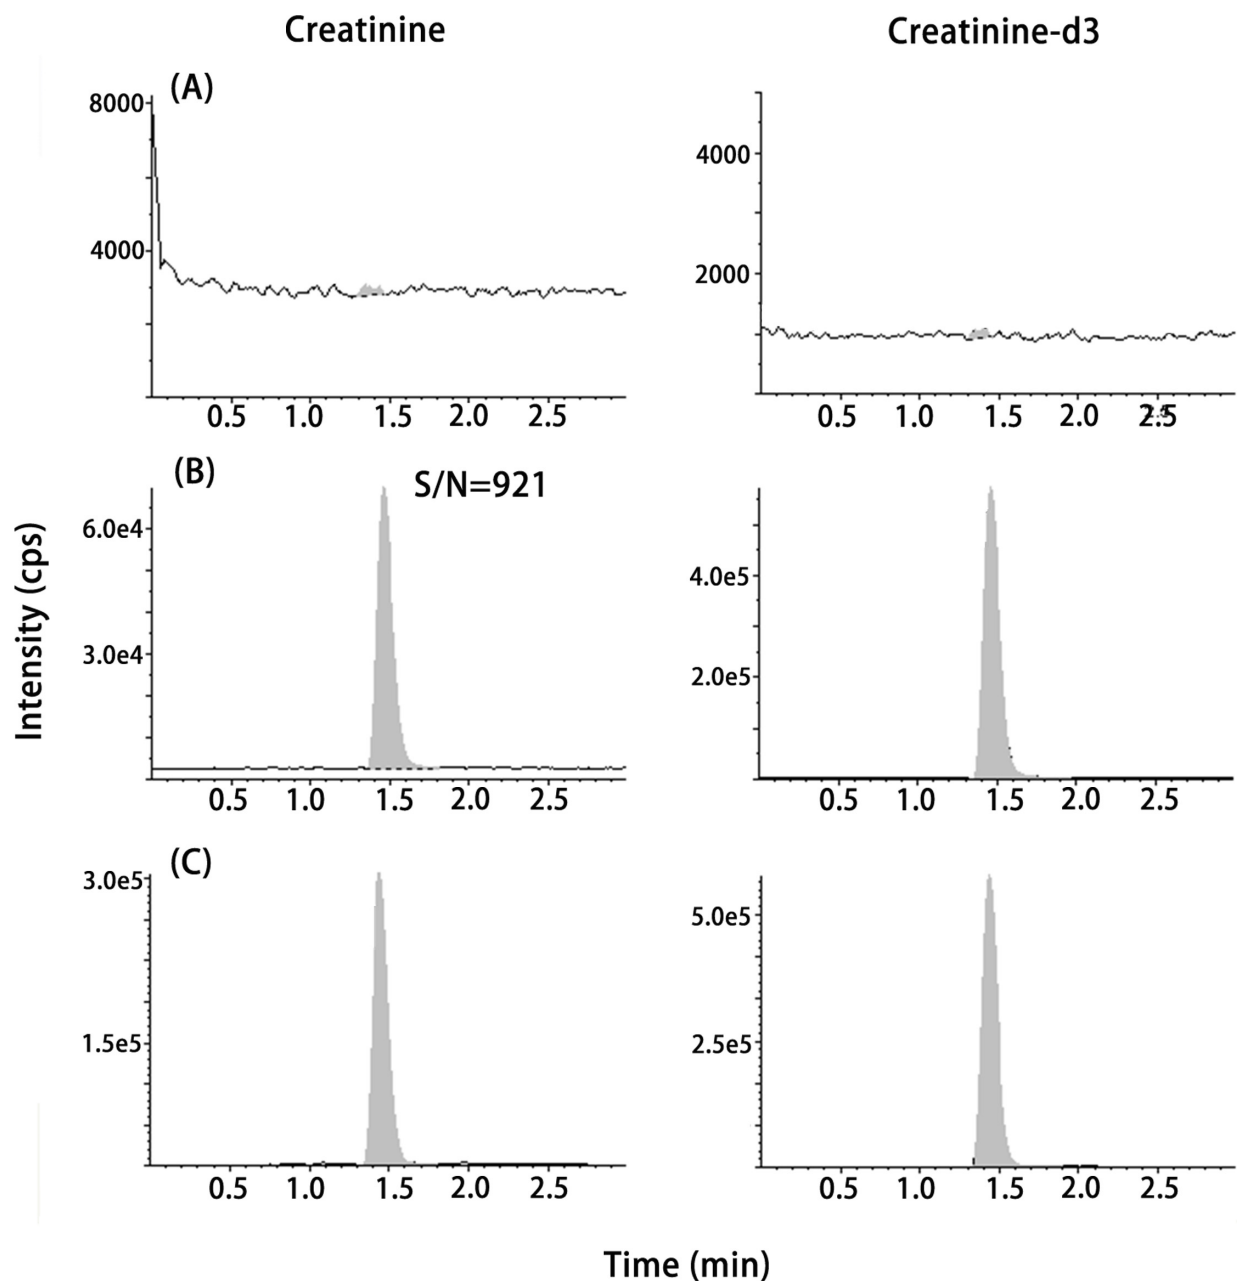 Creatinine
Creatinine-d3
(A)
8000
4000
0.5 1.0 1.5 2.0 2.5
4000
2000
0.5 1.0 1.5 2.0 2.5
(B)
S/N=921
6.0e4
3.0e4
0.5 1.0 1.5 2.0 2.5
4.0e5
2.0e5
0.5 1.0 1.5 2.0 2.5
Intensity (cps)
(C)
3.0e5
1.5e5
0.5 1.0 1.5 2.0 2.5
5.0e5
2.5e5
0.5 1.0 1.5 2.0 2.5
Time (min)